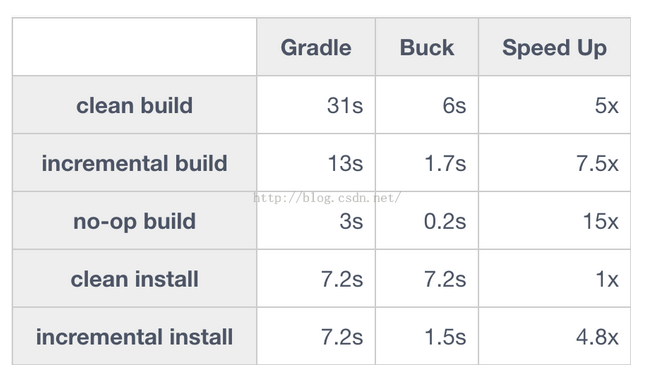 Gradle Buck Speed Up
clean build 31s 6s 5x
incremental build 13s 1.7s 7.5x
http://blog.csdn.net/
no-op build 3s 0.2s 15x
clean install 7.2s 7.2s 1x
incremental install 7.2s 1.5s 4.8x